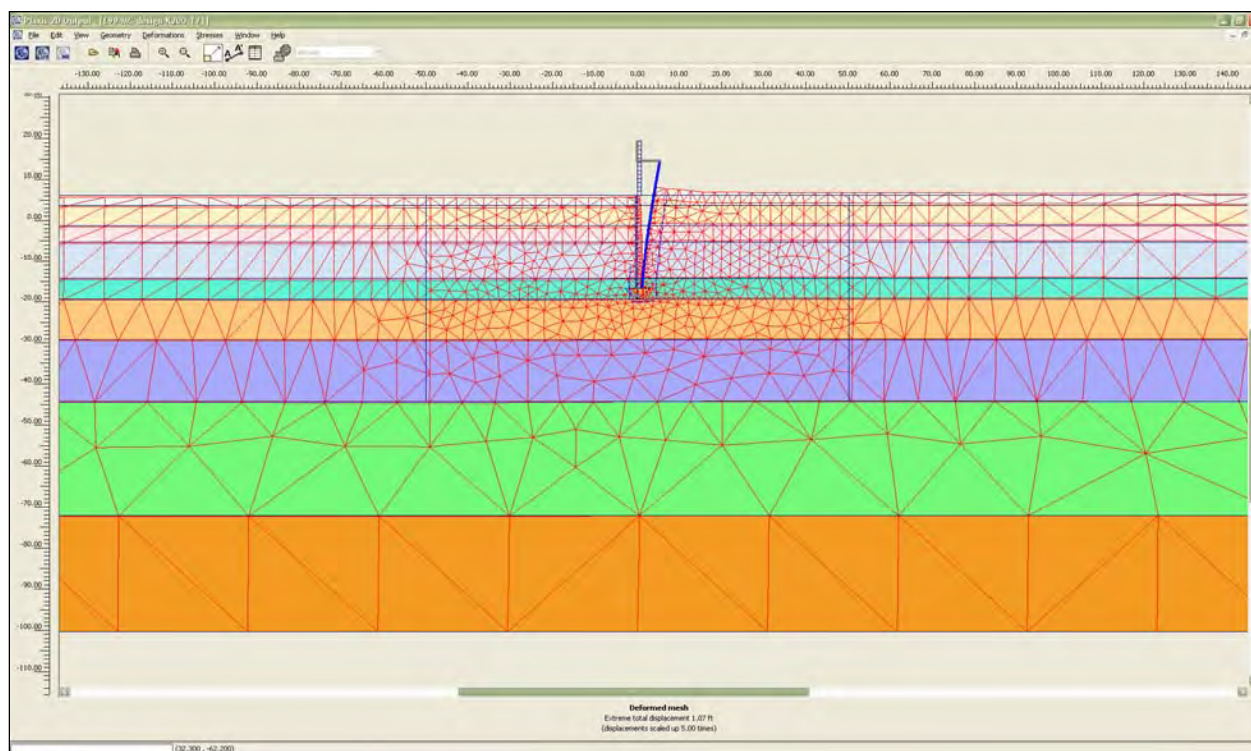 Plaxis 2D Output - [
File Edit View Geometry Deformations Stresses Window Help
-130.00 -120.00 -110.00 -100.00 -90.00 -80.00 -70.00 -60.00 -50.00 -40.00 -30.00 -20.00 -10.00 0.00 10.00 20.00 30.00 40.00 50.00 60.00 70.00 80.00 90.00 100.00 110.00 120.00 130.00 140.00
20.00
10.00
0.00
-10.00
-20.00
-30.00
-40.00
-50.00
-60.00
-70.00
-80.00
-90.00
-100.00
-110.00
Deformed mesh
Extreme total displacement 1.07 ft
(displacements scaled up 5.00 times)
(32.300 , -62.200)